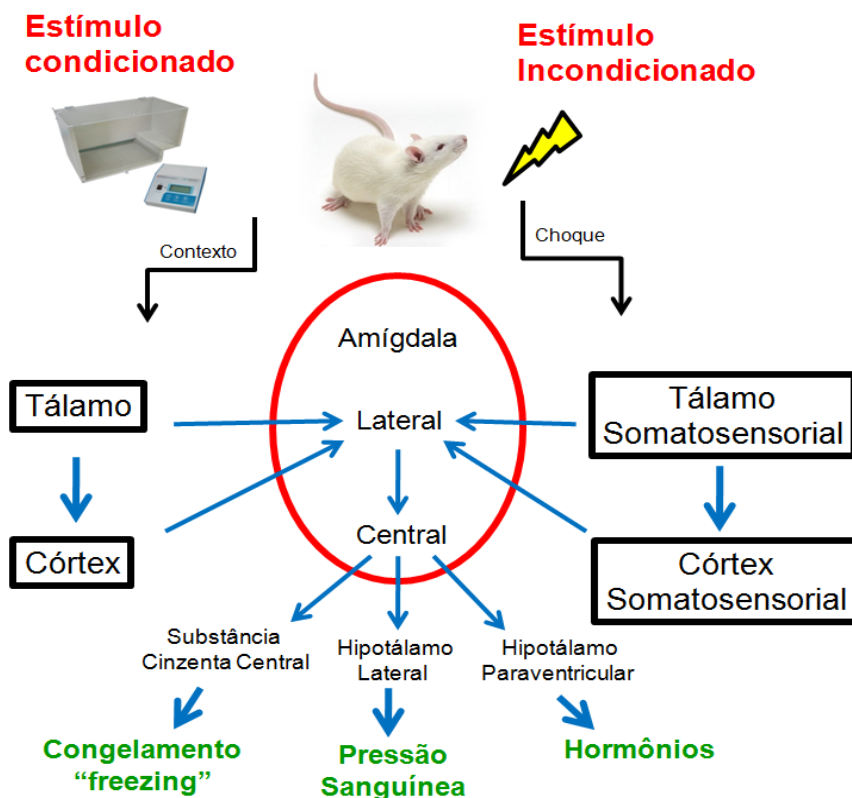 Estímulo
condicionado
Estímulo
Incondicionado
Contexto
Choque
Amígdala
Tálamo
Lateral
Tálamo
Somatosensorial
Córtex
Central
Córtex
Somatosensorial
Substância
Cinzenta Central
Hipotálamo
Lateral
Hipotálamo
Paraventricular
Congelamento
“freezing”
Pressão
Sanguínea
Hormônios